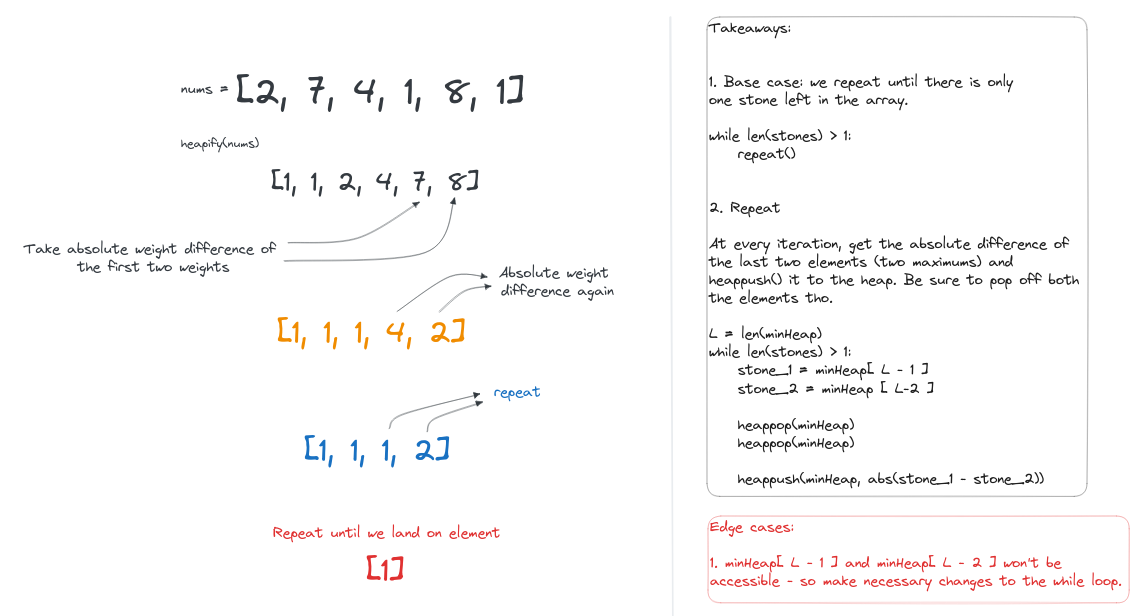 nums = [2, 7, 4, 1, 8, 1]
heapify(nums)
[1, 1, 2, 4, 7, 8]
Take absolute weight difference of
the first two weights
Absolute weight
difference again
[1, 1, 1, 4, 2]
repeat
[1, 1, 1, 2]
Repeat until we land on element
[1]
Takeaways:
1. Base case: we repeat until there is only
one stone left in the array.
while len(stones) > 1:
repeat()
2. Repeat
At every iteration, get the absolute difference of
the last two elements (two maximums) and
heappush() it to the heap. Be sure to pop off both
the elements tho.
L = len(minHeap)
while len(stones) > 1:
stone_1 = minHeap[ L - 1 ]
stone_2 = minHeap [ L-2 ]
heappop(minHeap)
heappop(minHeap)
heappush(minHeap, abs(stone_1 - stone_2))
Edge cases:
1. minHeap[ L - 1 ] and minHeap[ L - 2 ] won't be
accessible - so make necessary changes to the while loop.